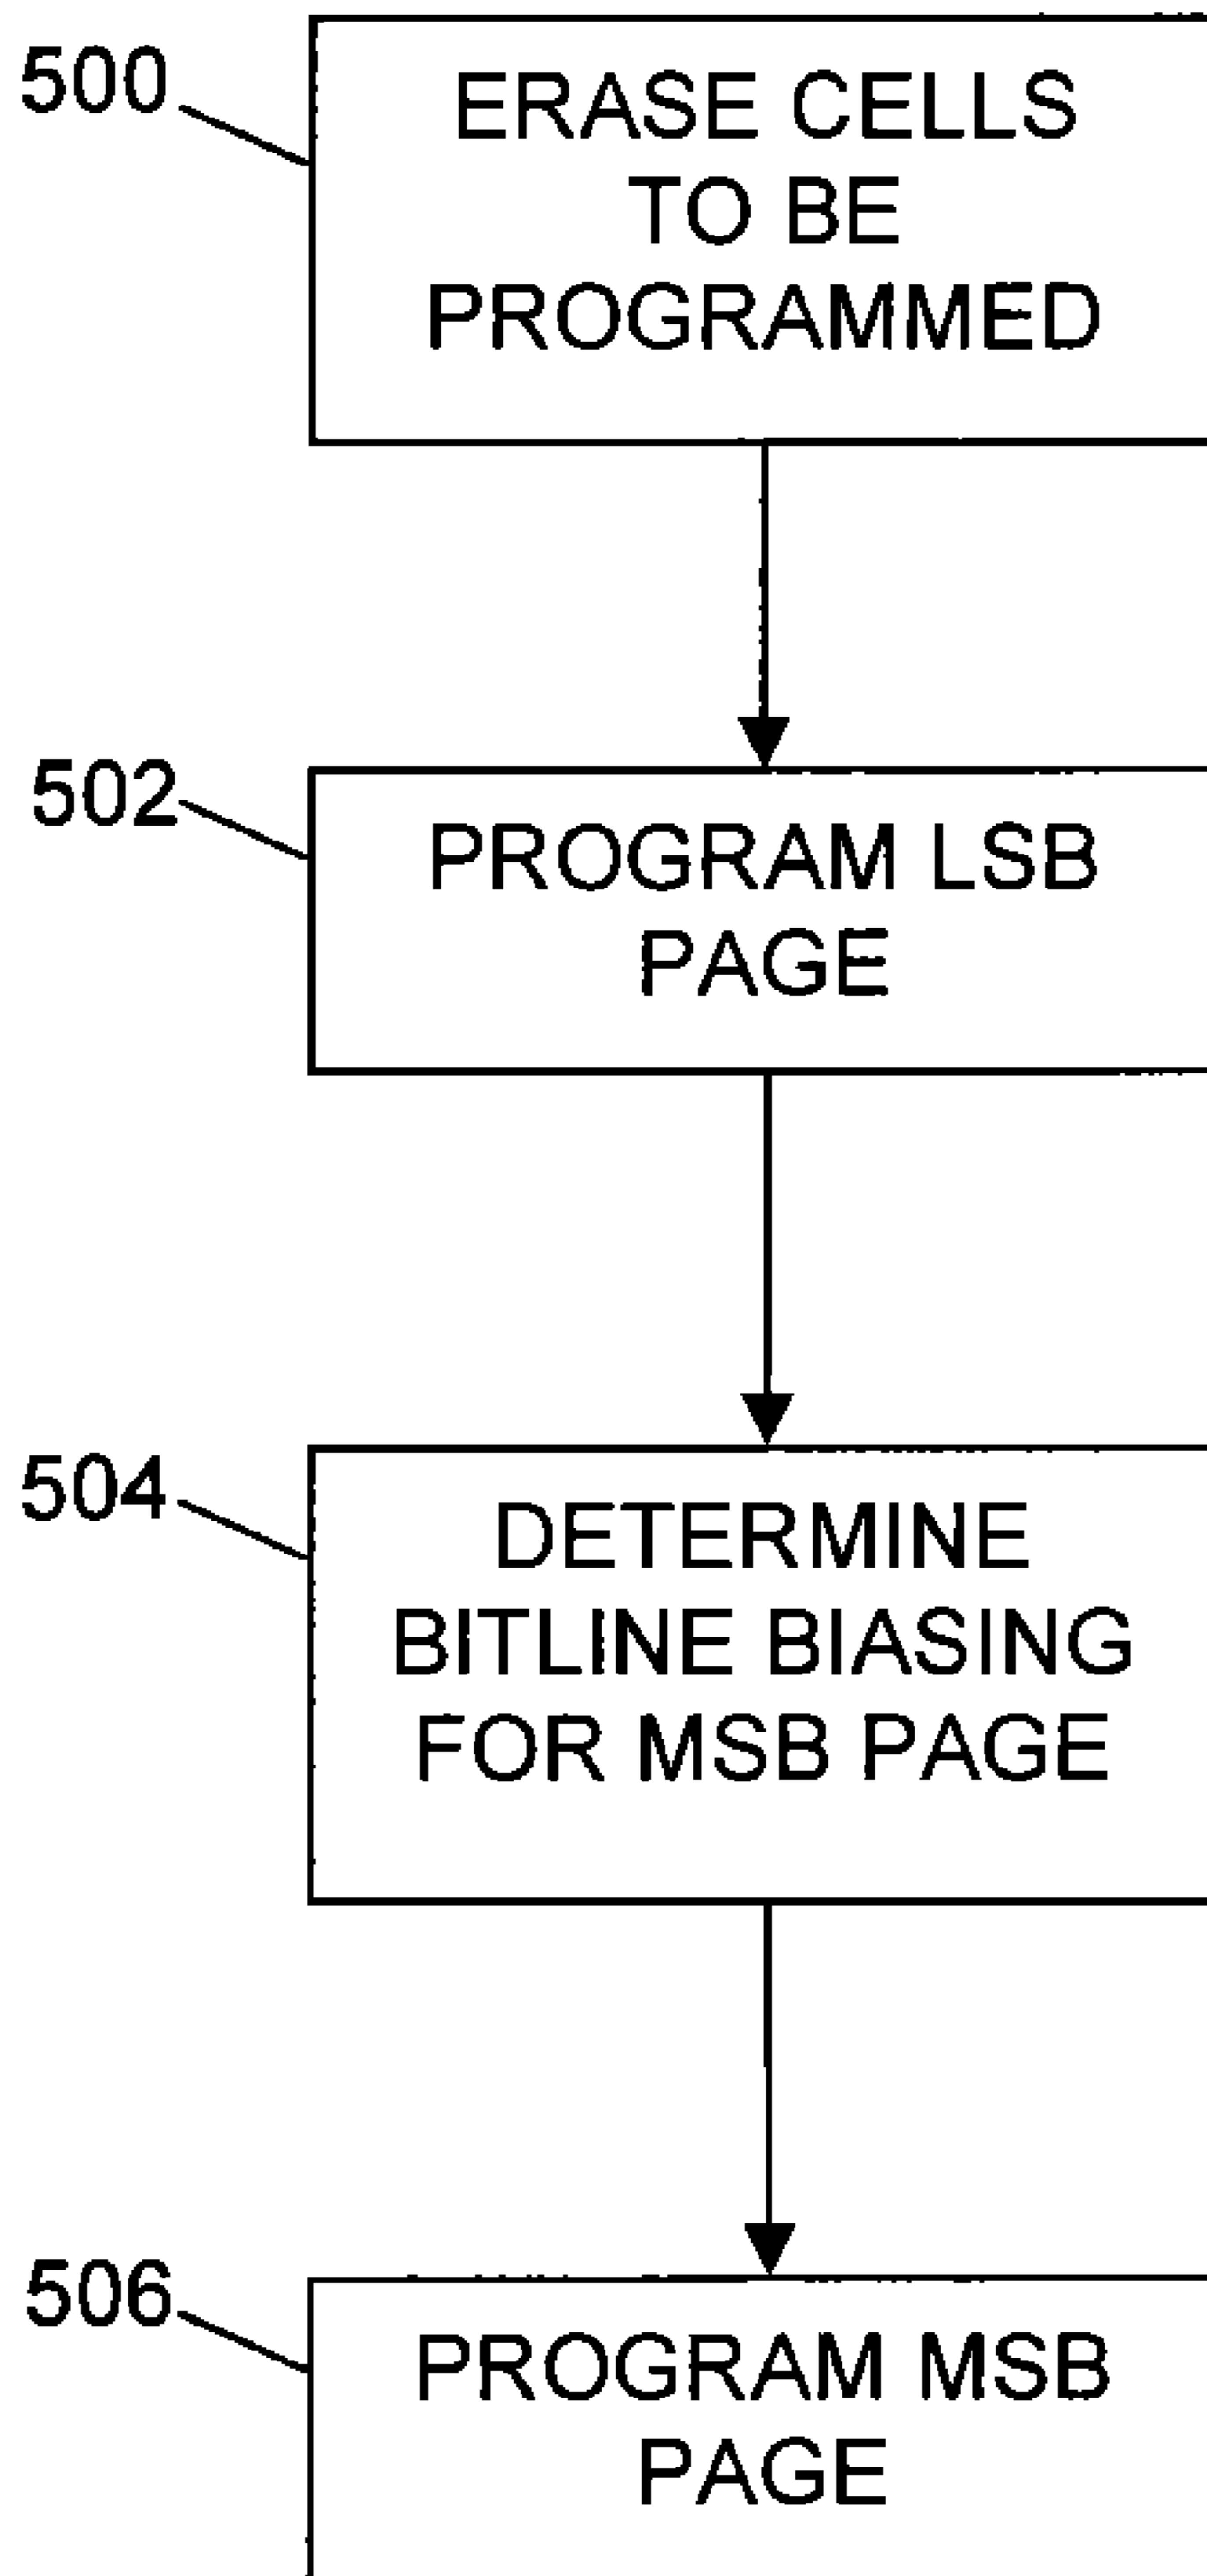 500
ERASE CELLS
TO BE
PROGRAMMED
502
PROGRAM LSB
PAGE
504
DETERMINE
BITLINE BIASING
FOR MSB PAGE
506
PROGRAM MSB
PAGE